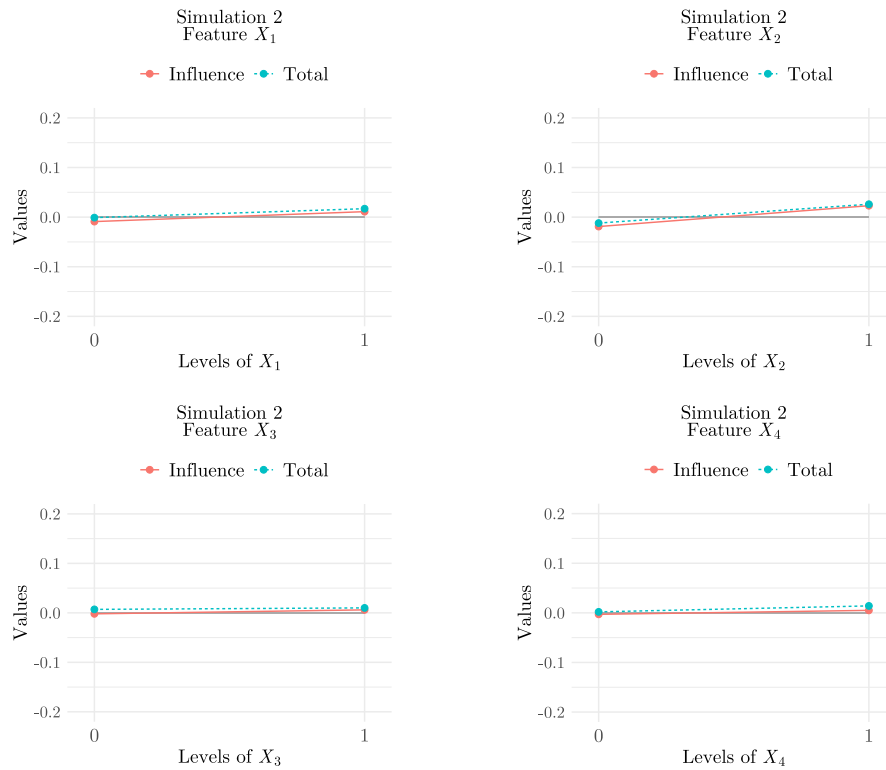 Simulation 2
Feature X₁
Influence Total
0.2
0.1
0.0
-0.1
-0.2
Values
0 1
Levels of X₁
Simulation 2
Feature X₂
Influence Total
0.2
0.1
0.0
-0.1
-0.2
Values
0 1
Levels of X₂
Simulation 2
Feature X₃
Influence Total
0.2
0.1
0.0
-0.1
-0.2
Values
0 1
Levels of X₃
Simulation 2
Feature X₄
Influence Total
0.2
0.1
0.0
-0.1
-0.2
Values
0 1
Levels of X₄